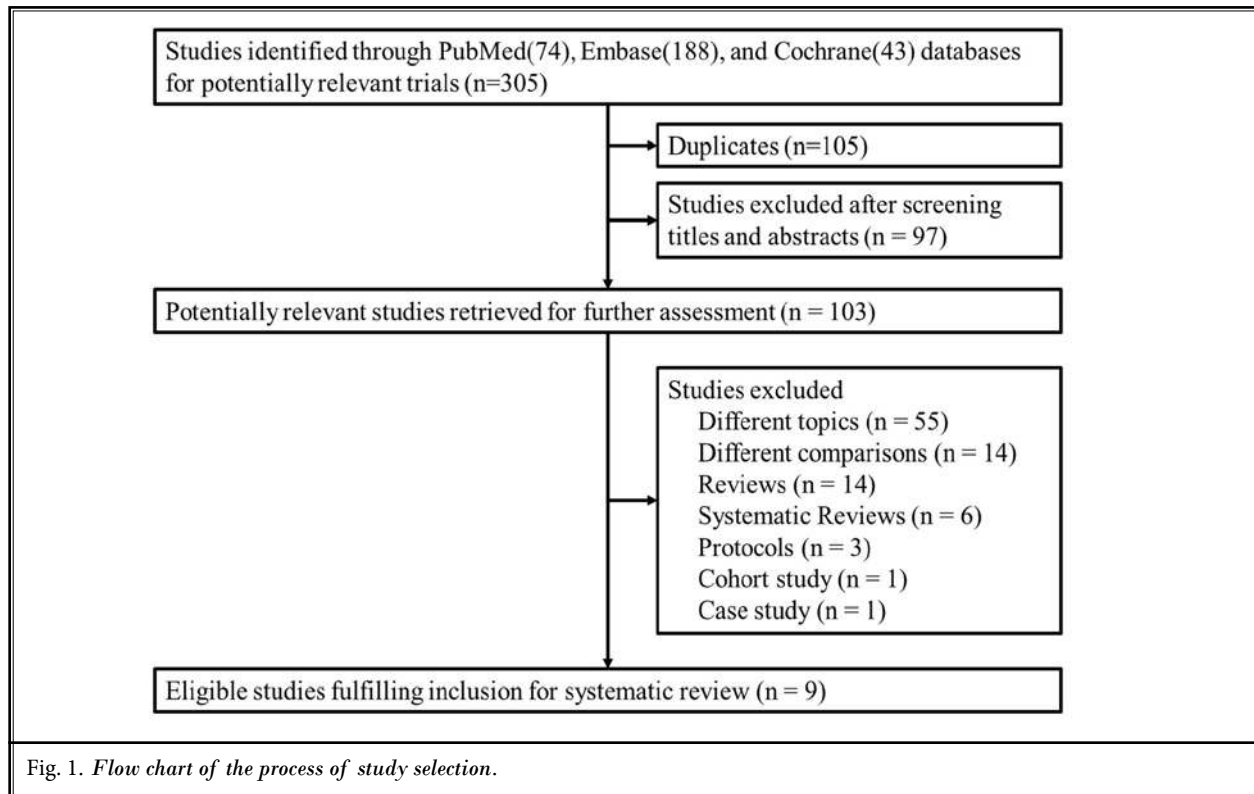 Studies identified through PubMed(74), Embase(188), and Cochrane(43) databases
for potentially relevant trials (n=305)
Duplicates (n=105)
Studies excluded after screening
titles and abstracts (n = 97)
Potentially relevant studies retrieved for further assessment (n = 103)
Studies excluded
Different topics (n = 55)
Different comparisons (n = 14)
Reviews (n = 14)
Systematic Reviews (n = 6)
Protocols (n = 3)
Cohort study (n = 1)
Case study (n = 1)
Eligible studies fulfilling inclusion for systematic review (n = 9)
Fig. 1. Flow chart of the process of study selection.